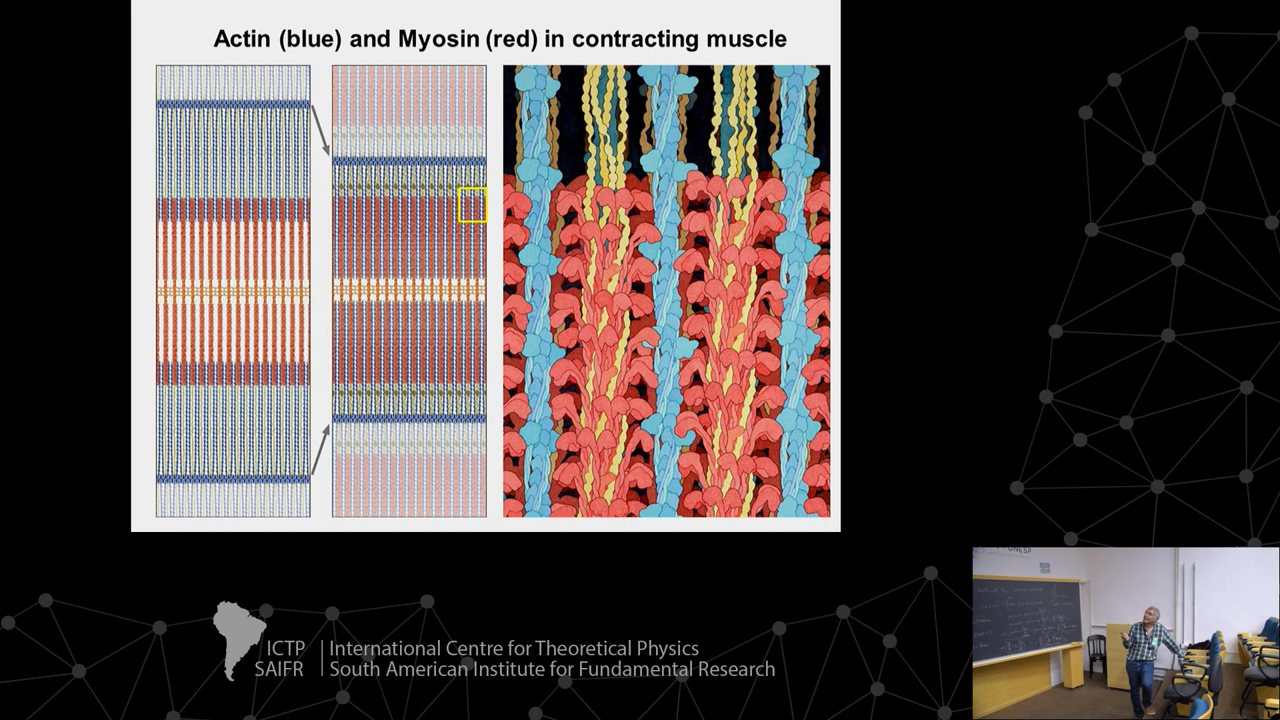 Actin (blue) and Myosin (red) in contracting muscle
UNESP
ICTP
SAIFR
International Centre for Theoretical Physics
South American Institute for Fundamental Research